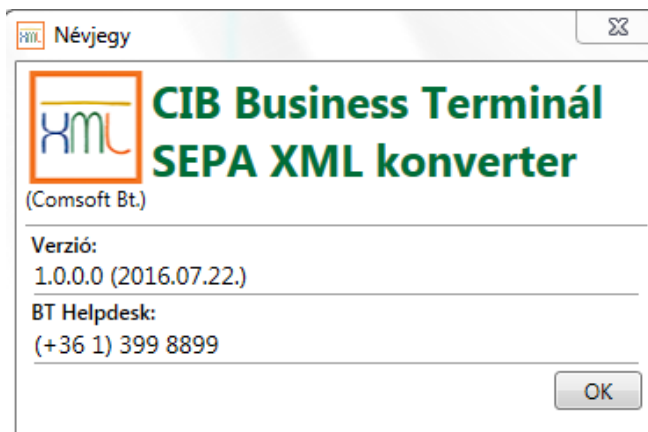 XML Névjegy
XML
CIB Business Terminál
SEPA XML konverter
(Comsoft Bt.)
Verzió:
1.0.0.0 (2016.07.22.)
BT Helpdesk:
(+36 1) 399 8899
OK